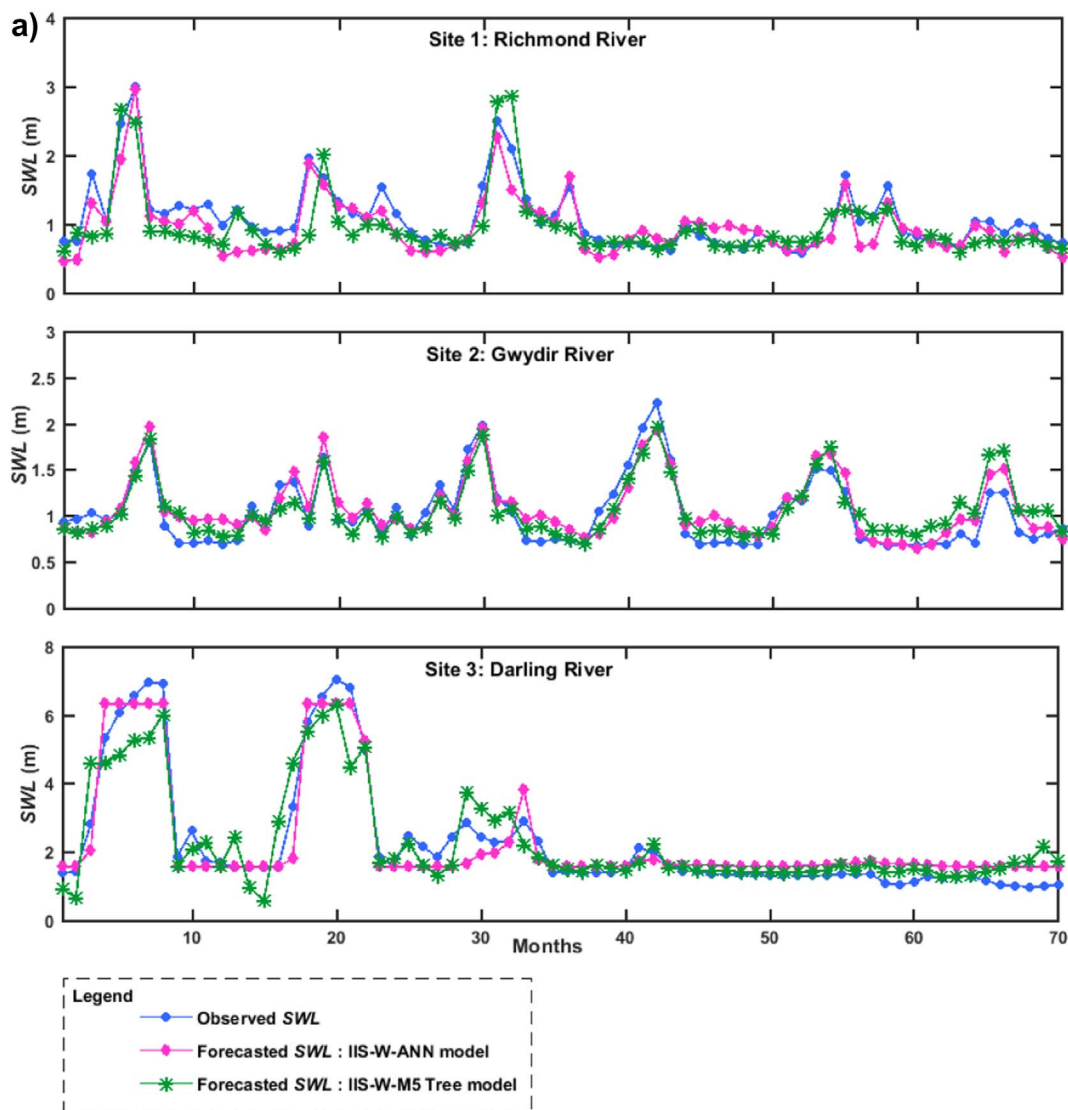 a)
Site 1: Richmond River
4
3
2
1
0
SWL (m)
Site 2: Gwydir River
3
2.5
2
1.5
1
0.5
0
SWL (m)
Site 3: Darling River
8
6
4
2
0
SWL (m)
10 20 30 40 50 60 70
Months
Legend
Observed SWL
Forecasted SWL : IIS-W-ANN model
Forecasted SWL : IIS-W-M5 Tree model